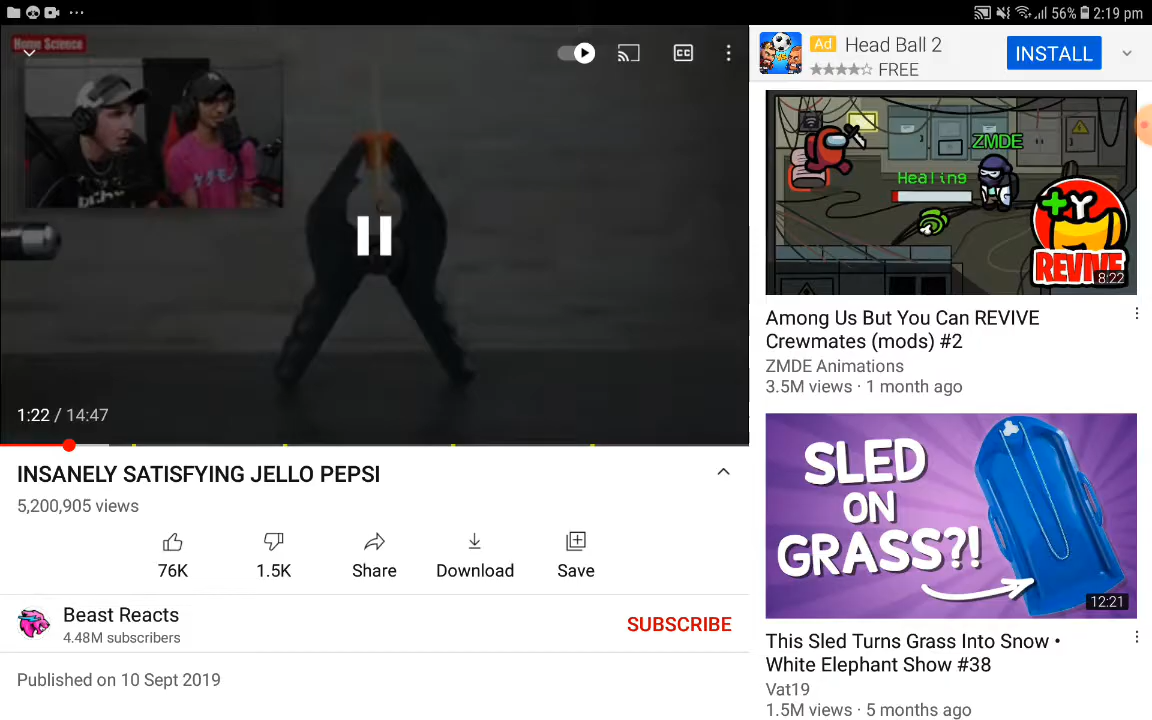 56% 2:19 pm
Home Science
CC
1:22 / 14:47
INSANELY SATISFYING JELLO PEPSI
5,200,905 views
76K
1.5K
Share
Download
Save
Beast Reacts
4.48M subscribers
SUBSCRIBE
Published on 10 Sept 2019
Ad Head Ball 2
FREE
INSTALL
ZMDE
Healing
+Y
REVIVE
8:22
Among Us But You Can REVIVE
Crewmates (mods) #2
ZMDE Animations
3.5M views · 1 month ago
SLED
ON
GRASS?!
12:21
This Sled Turns Grass Into Snow •
White Elephant Show #38
Vat19
1.5M views · 5 months ago